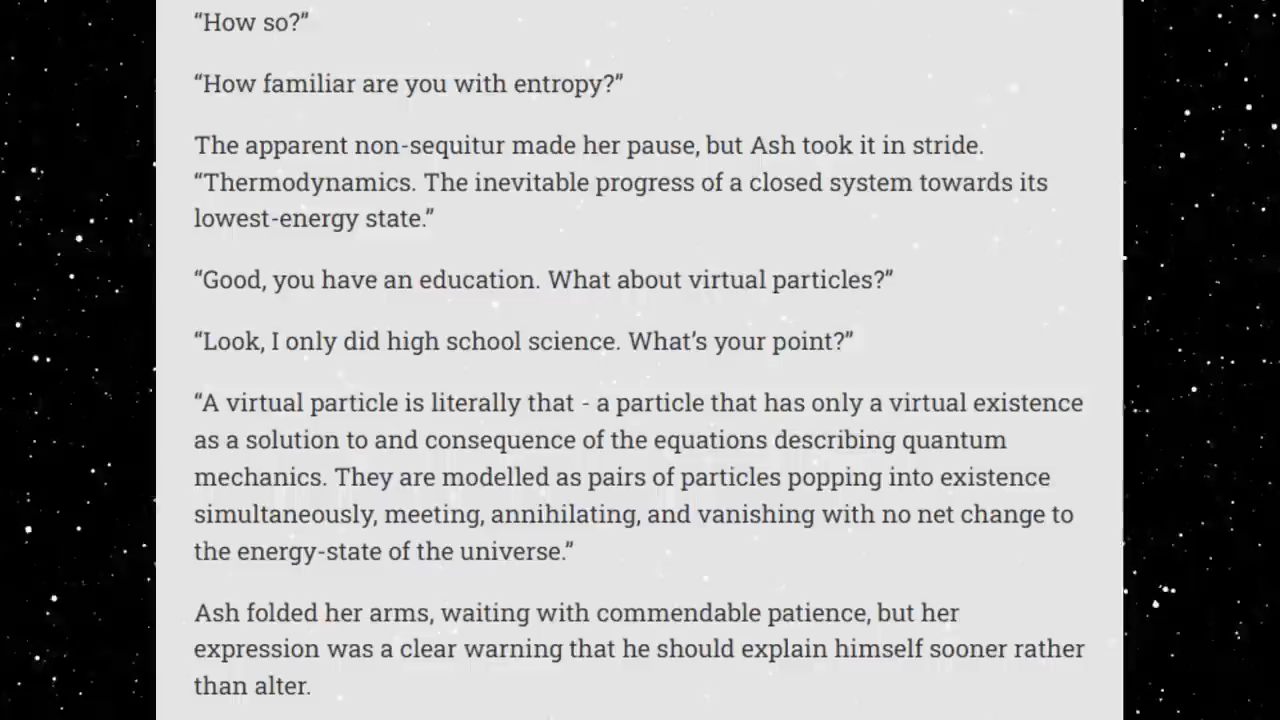 “How so?”
“How familiar are you with entropy?”
The apparent non-sequitur made her pause, but Ash took it in stride.
“Thermodynamics. The inevitable progress of a closed system towards its
lowest-energy state.”
“Good, you have an education. What about virtual particles?”
“Look, I only did high school science. What’s your point?”
“A virtual particle is literally that - a particle that has only a virtual existence
as a solution to and consequence of the equations describing quantum
mechanics. They are modelled as pairs of particles popping into existence
simultaneously, meeting, annihilating, and vanishing with no net change to
the energy-state of the universe.”
Ash folded her arms, waiting with commendable patience, but her
expression was a clear warning that he should explain himself sooner rather
than alter.